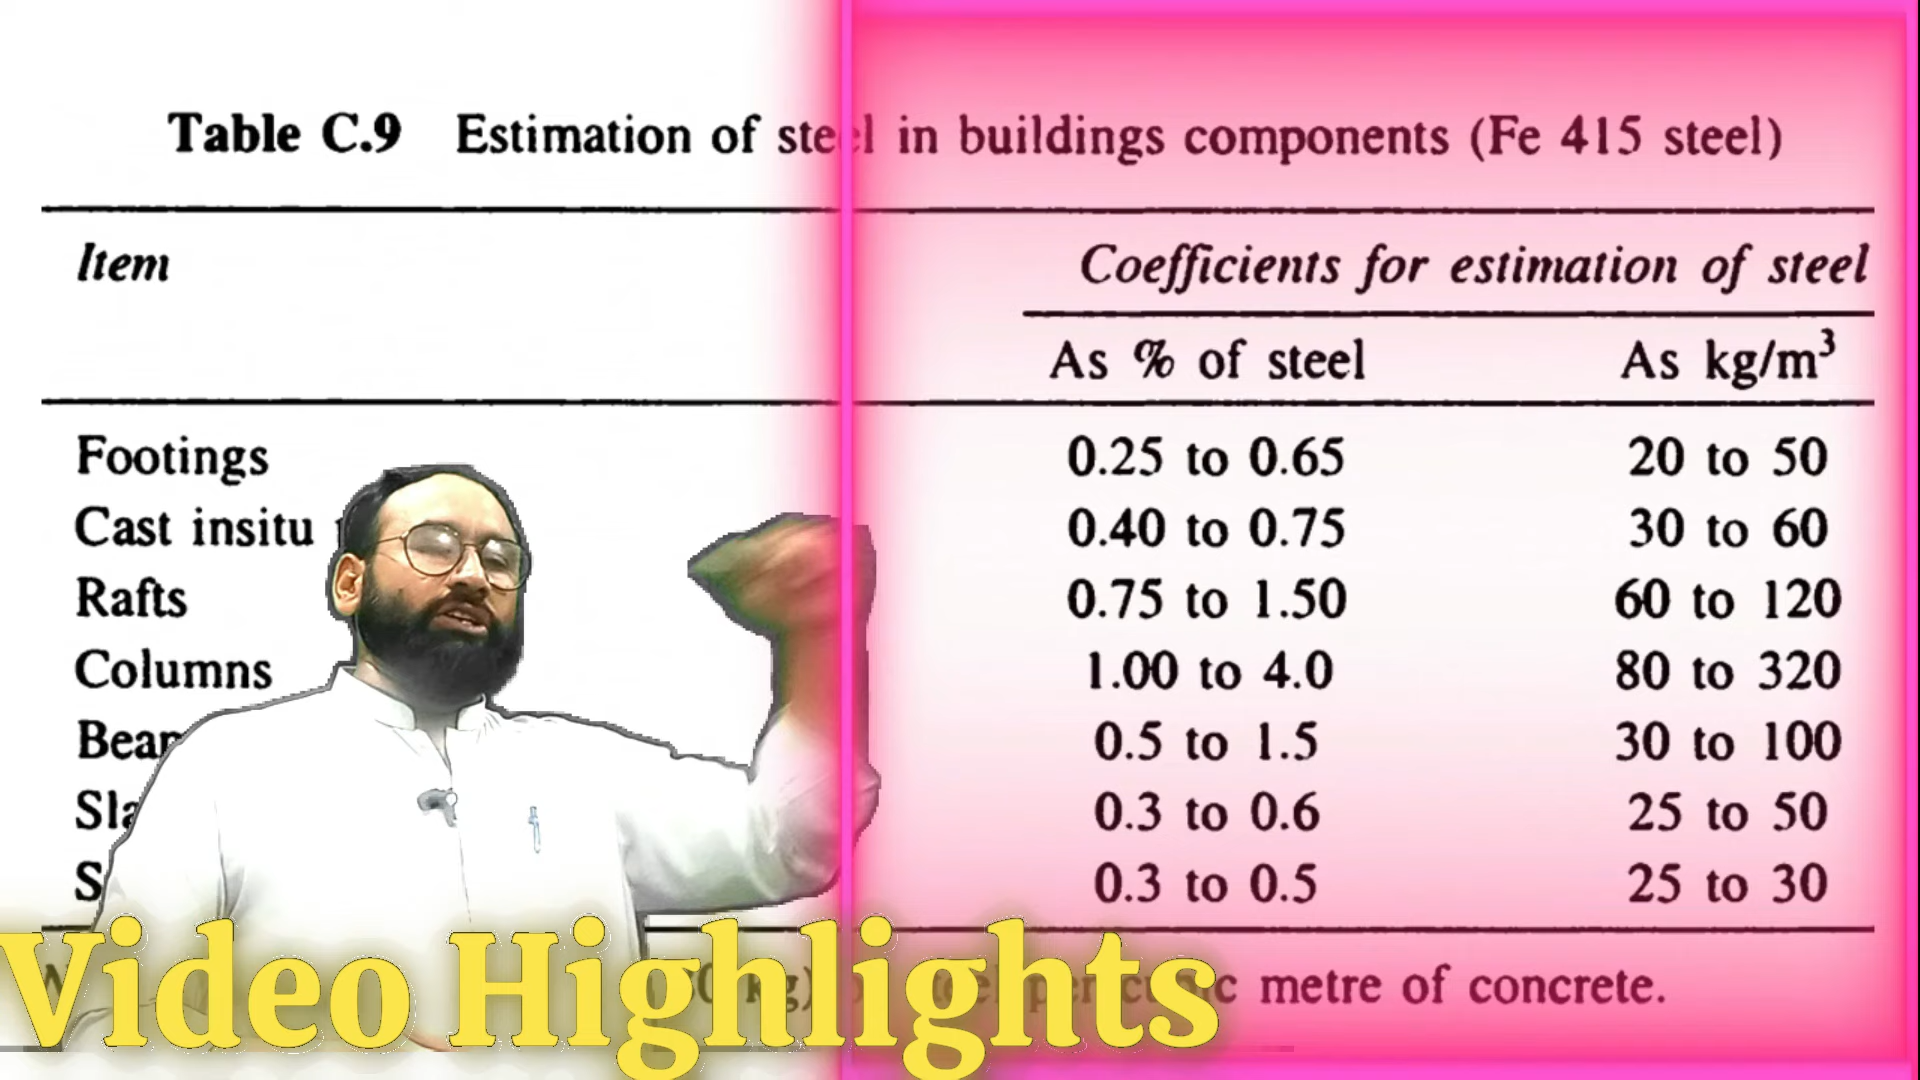 Table C.9 Estimation of steel in buildings components (Fe 415 steel)
Item
Coefficients for estimation of steel
As % of steel As kg/m³
Footings 0.25 to 0.65 20 to 50
Cast insitu 0.40 to 0.75 30 to 60
Rafts 0.75 to 1.50 60 to 120
Columns 1.00 to 4.0 80 to 320
0.5 to 1.5 30 to 100
0.3 to 0.6 25 to 50
0.3 to 0.5 25 to 30
metre of concrete.
Video Highlights